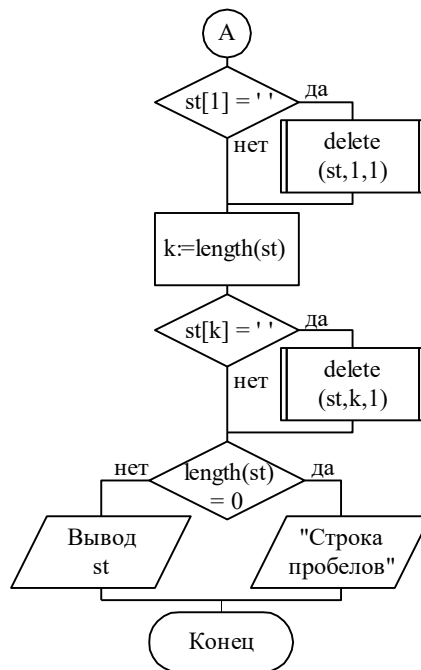 А
st[1] = ' '
да
нет
delete
(st,1,1)
k:=length(st)
st[k] = ' '
да
нет
delete
(st,k,1)
нет
length(st)
= 0
да
Вывод
st
"Строка
пробелов"
Конец